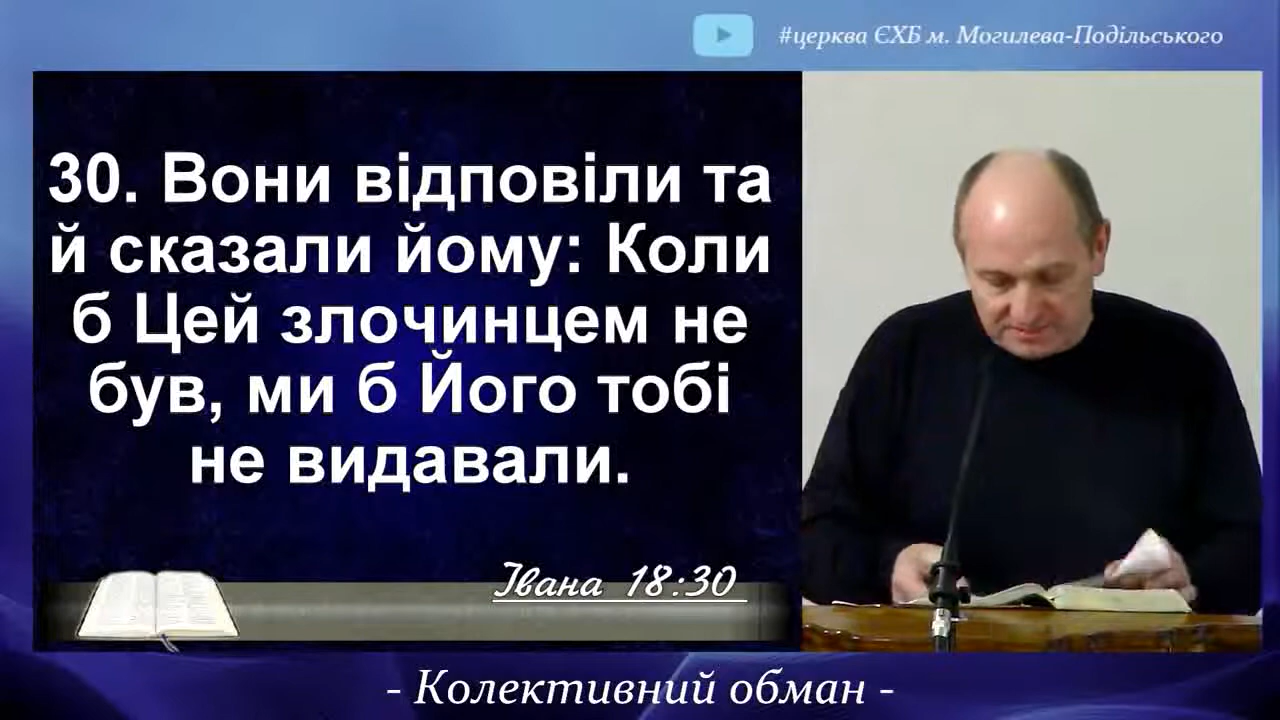 #церква ЄХБ м. Могилева-Подільського
30. Вони відповіли та
й сказали йому: Коли
б Цей злочинцем не
був, ми б Його тобі
не видавали.
Івана 18:30
- Колективний обман -